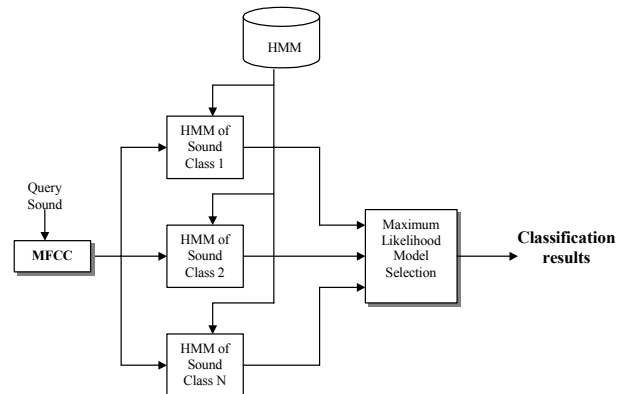 HMM
HMM of
Sound
Class 1
Query
Sound
MFCC
HMM of
Sound
Class 2
Maximum
Likelihood
Model
Selection
Classification
results
HMM of
Sound
Class N